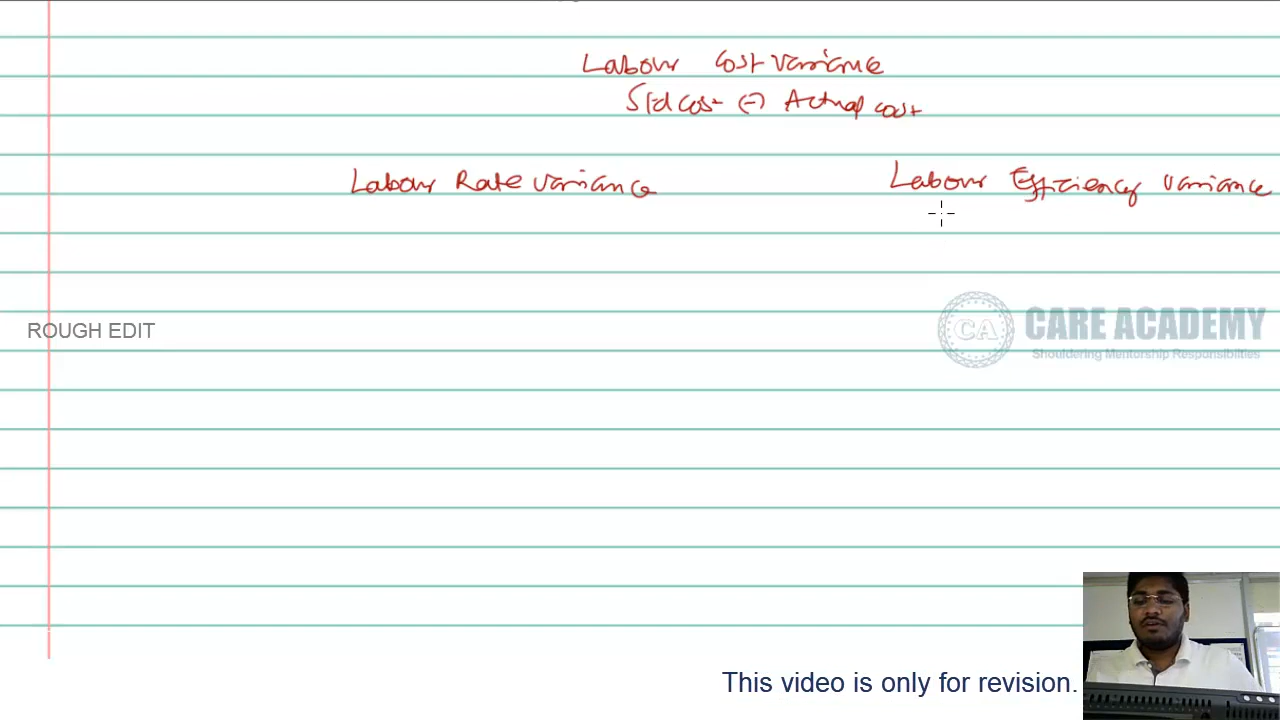 Labour Cost Variance
Std Cost (-) Actual Cost
Labour Rate Variance
Labour Efficiency Variance
ROUGH EDIT
CA
CARE ACADEMY
Shouldering Mentorship Responsibilities
This video is only for revision.